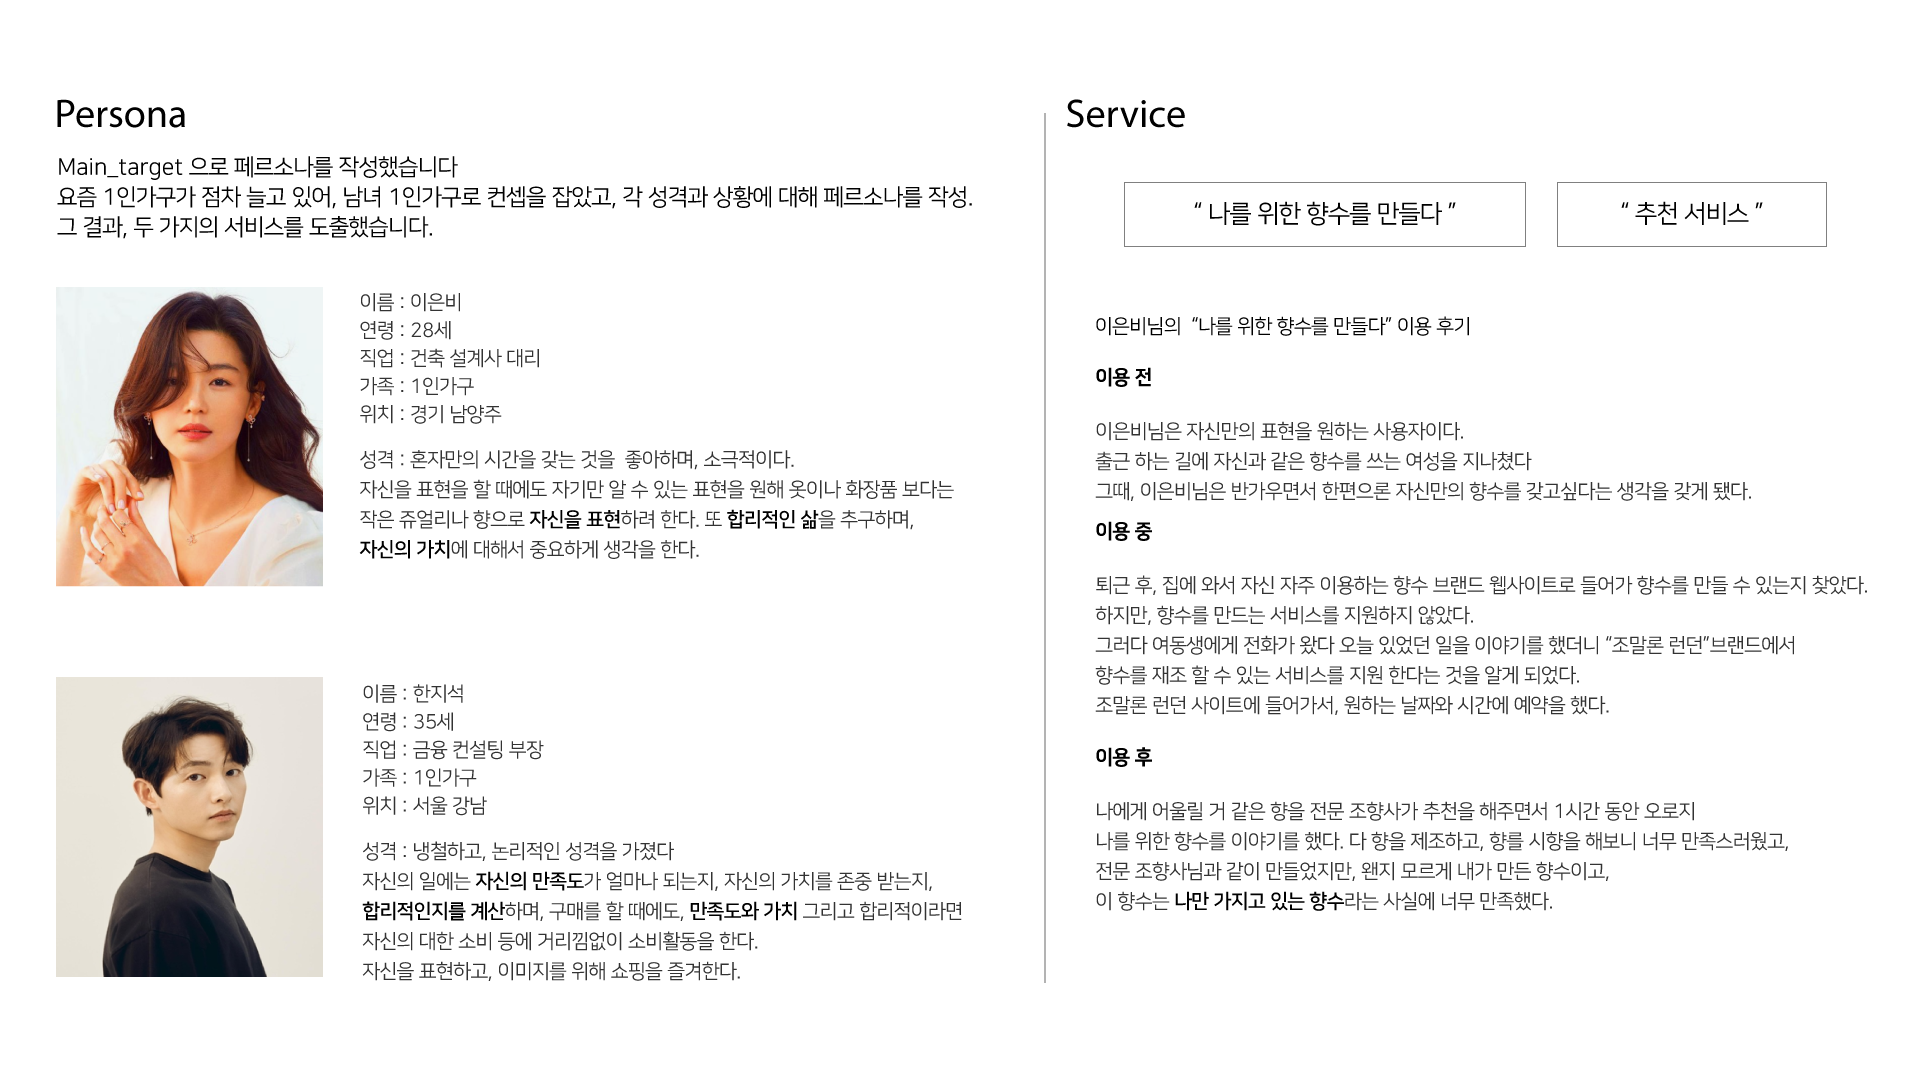 Persona
Main_target 으로 페르소나를 작성했습니다
요즘 1인가구가 점차 늘고 있어, 남녀 1인가구로 컨셉을 잡았고, 각 성격과 상황에 대해 페르소나를 작성.
그 결과, 두 가지의 서비스를 도출했습니다.
이름 : 이은비
연령 : 28세
직업 : 건축 설계사 대리
가족 : 1인가구
위치 : 경기 남양주
성격 : 혼자만의 시간을 갖는 것을 좋아하며, 소극적이다.
자신을 표현을 할 때에도 자기만 알 수 있는 표현을 원해 옷이나 화장품 보다는
작은 쥬얼리나 향으로 자신을 표현하려 한다. 또 합리적인 삶을 추구하며,
자신의 가치에 대해서 중요하게 생각을 한다.
이름 : 한지석
연령 : 35세
직업 : 금융 컨설팅 부장
가족 : 1인가구
위치 : 서울 강남
성격 : 냉철하고, 논리적인 성격을 가졌다
자신의 일에는 자신의 만족도가 얼마나 되는지, 자신의 가치를 존중 받는지,
합리적인지를 계산하며, 구매를 할 때에도, 만족도와 가치 그리고 합리적이라면
자신의 대한 소비 등에 거리낌없이 소비활동을 한다.
자신을 표현하고, 이미지를 위해 쇼핑을 즐겨한다.
Service
“ 나를 위한 향수를 만들다 ”
“ 추천 서비스 ”
이은비님의 “나를 위한 향수를 만들다” 이용 후기
이용 전
이은비님은 자신만의 표현을 원하는 사용자이다.
출근 하는 길에 자신과 같은 향수를 쓰는 여성을 지나쳤다
그때, 이은비님은 반가우면서 한편으론 자신만의 향수를 갖고싶다는 생각을 갖게 됐다.
이용 중
퇴근 후, 집에 와서 자신 자주 이용하는 향수 브랜드 웹사이트로 들어가 향수를 만들 수 있는지 찾았다.
하지만, 향수를 만드는 서비스를 지원하지 않았다.
그러다 여동생에게 전화가 왔다 오늘 있었던 일을 이야기를 했더니 “조말론 런던”브랜드에서
향수를 재조 할 수 있는 서비스를 지원 한다는 것을 알게 되었다.
조말론 런던 사이트에 들어가서, 원하는 날짜와 시간에 예약을 했다.
이용 후
나에게 어울릴 거 같은 향을 전문 조향사가 추천을 해주면서 1시간 동안 오로지
나를 위한 향수를 이야기를 했다. 다 향을 제조하고, 향를 시향을 해보니 너무 만족스러웠고,
전문 조향사님과 같이 만들었지만, 왠지 모르게 내가 만든 향수이고,
이 향수는 나만 가지고 있는 향수라는 사실에 너무 만족했다.